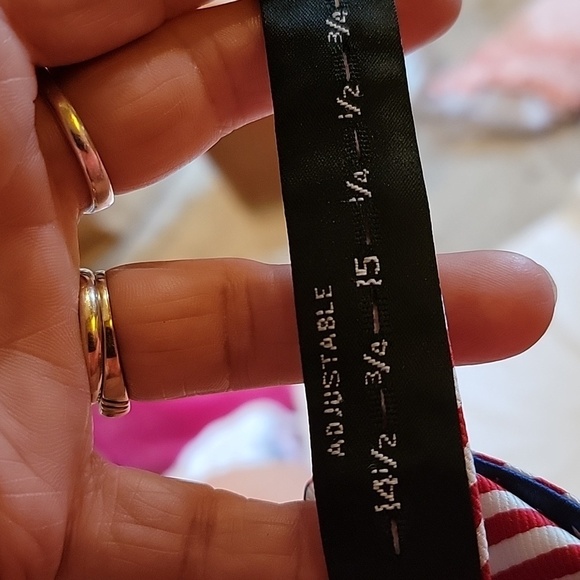 ADJUSTABLE
14 1/2 - 3/4 - 15 - 1/4 - 1/2 - 3/4